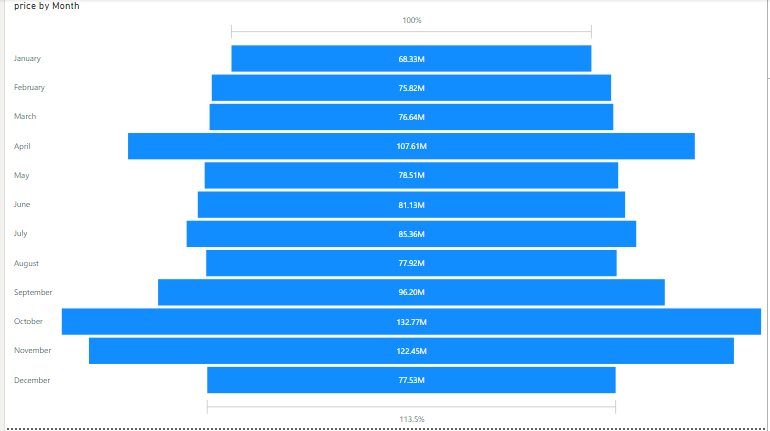 price by Month
100%
January 68.33M
February 75.82M
March 76.64M
April 107.61M
May 78.51M
June 81.13M
July 85.36M
August 77.92M
September 96.20M
October 132.77M
November 122.45M
December 77.53M
113.5%